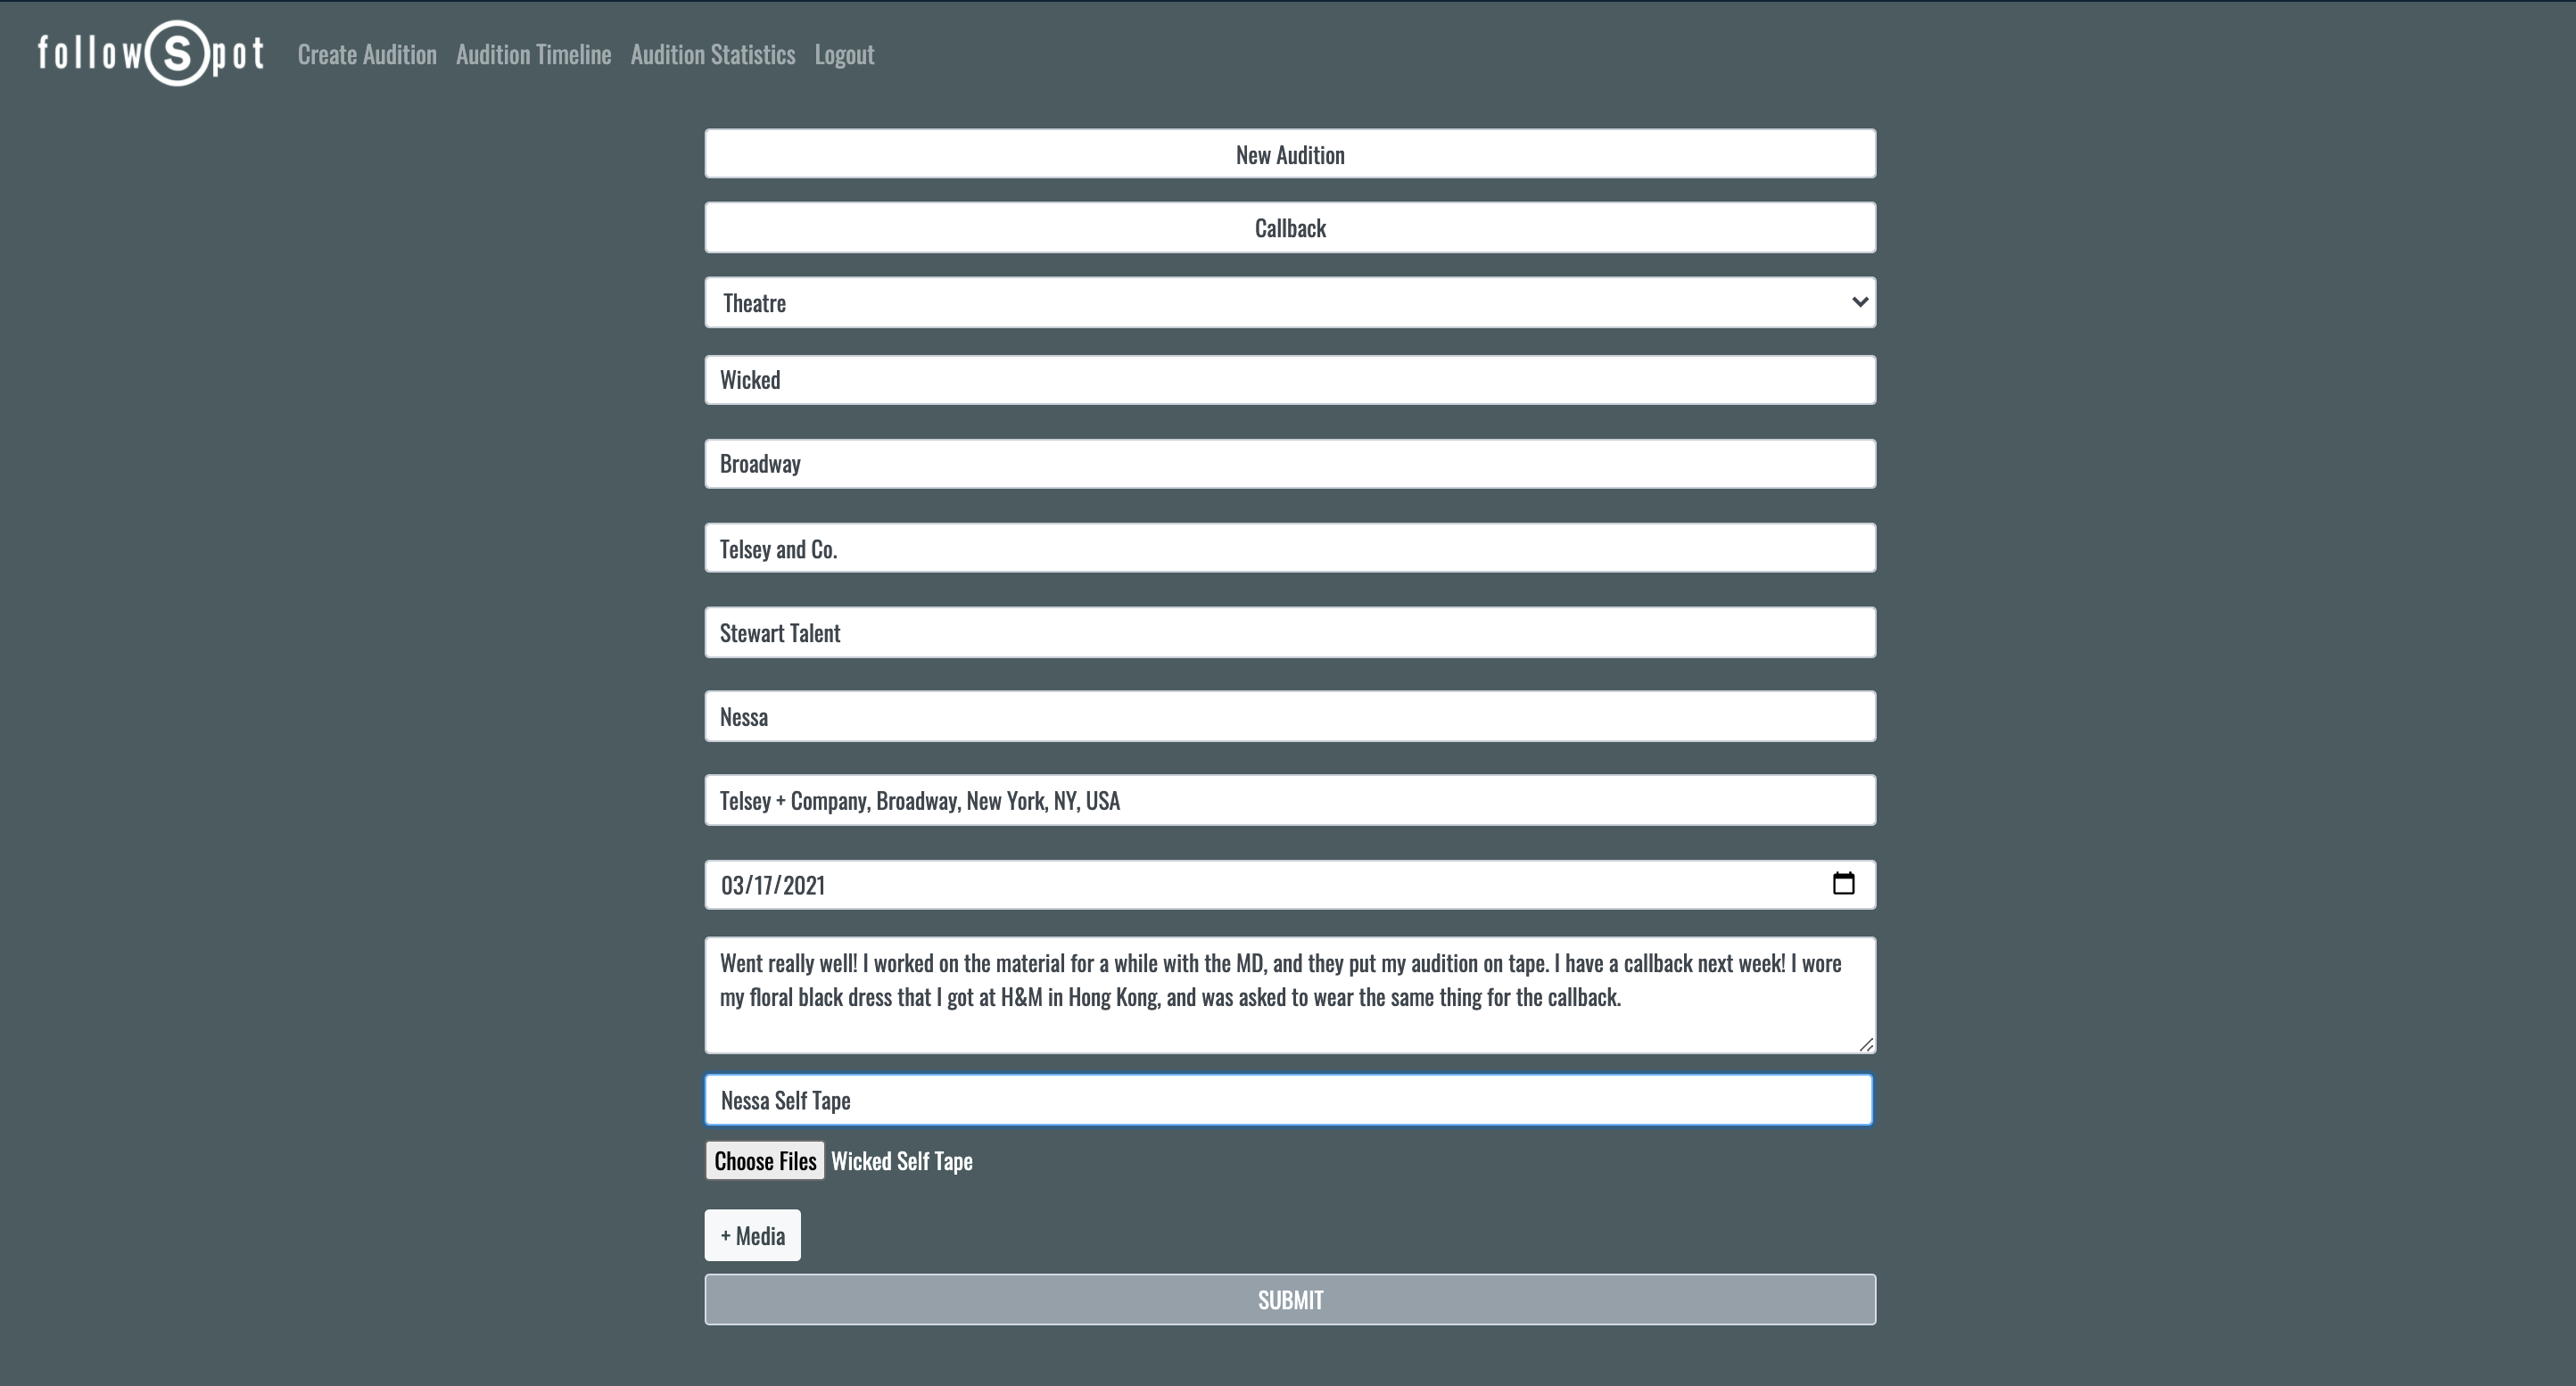 followSpot Create Audition Audition Timeline Audition Statistics Logout
New Audition
Callback
Theatre
Wicked
Broadway
Telsey and Co.
Stewart Talent
Nessa
Telsey + Company, Broadway, New York, NY, USA
03/17/2021
Went really well! I worked on the material for a while with the MD, and they put my audition on tape. I have a callback next week! I wore
my floral black dress that I got at H&M in Hong Kong, and was asked to wear the same thing for the callback.
Nessa Self Tape
Choose Files Wicked Self Tape
+ Media
SUBMIT